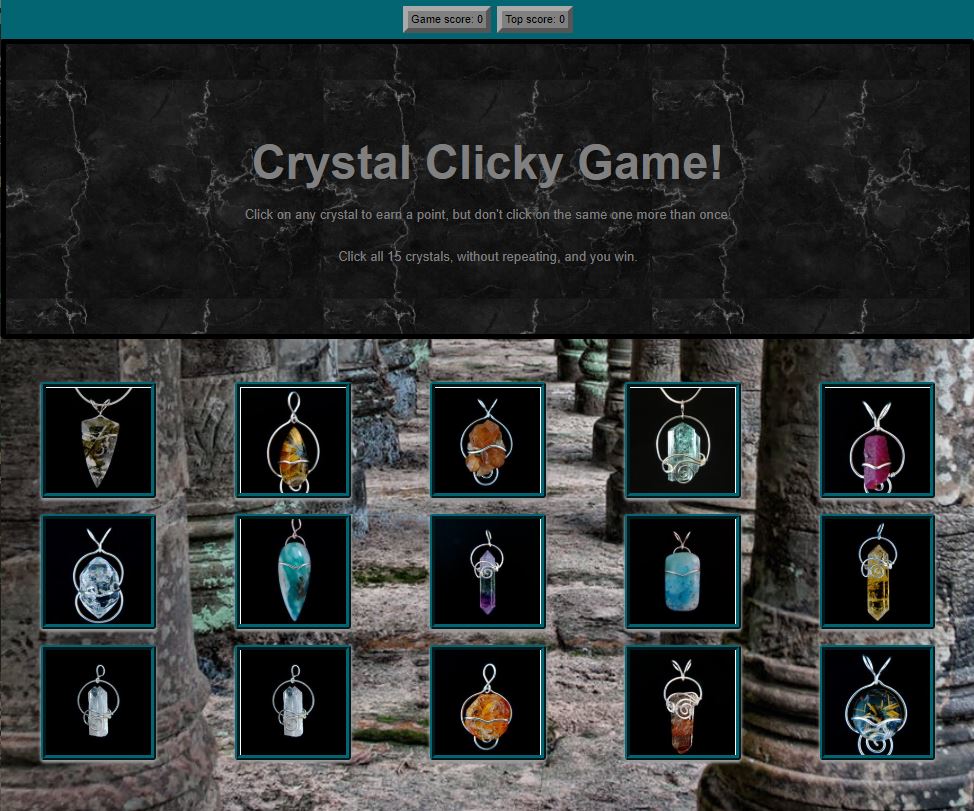 Game score: 0 Top score: 0
Crystal Clicky Game!
Click on any crystal to earn a point, but don't click on the same one more than once.
Click all 15 crystals, without repeating, and you win.